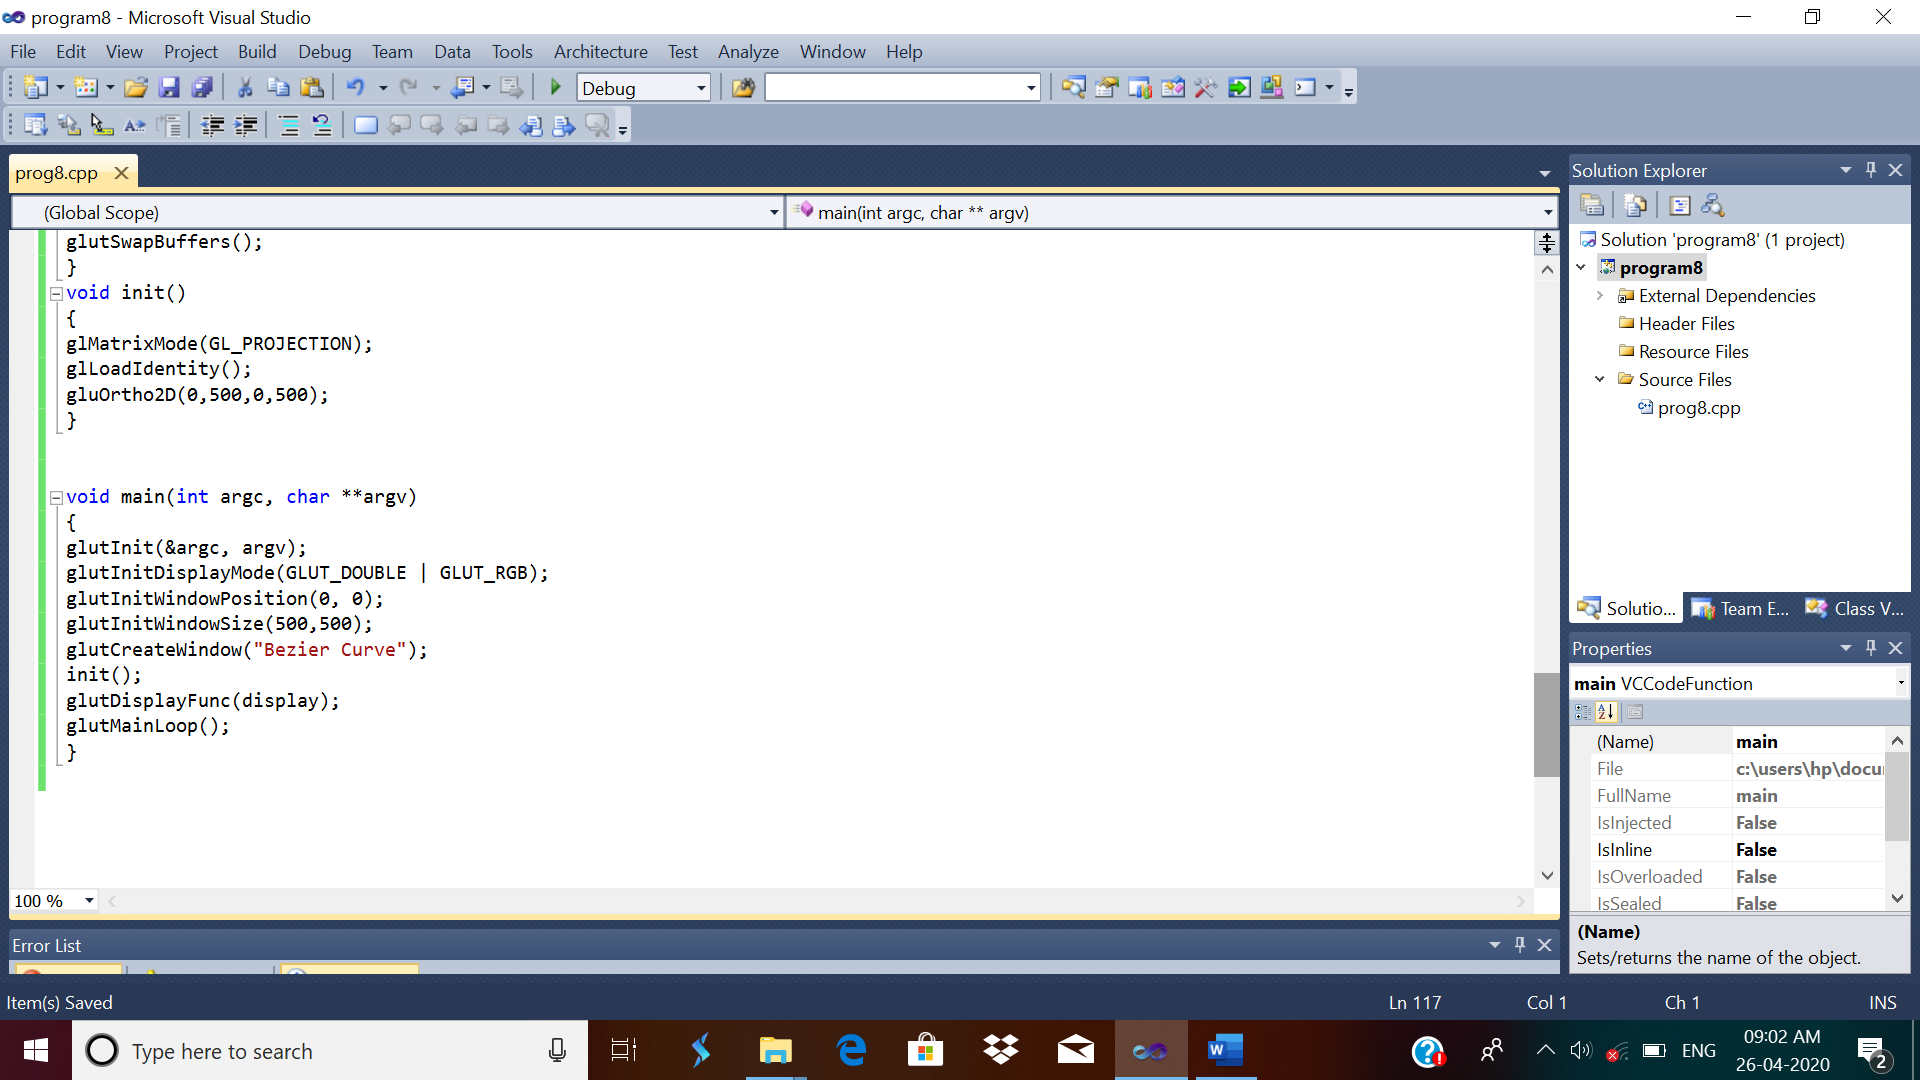 program8 - Microsoft Visual Studio
File Edit View Project Build Debug Team Data Tools Architecture Test Analyze Window Help
Debug
prog8.cpp
(Global Scope)
main(int argc, char ** argv)
glutSwapBuffers();
}
void init()
{
glMatrixMode(GL_PROJECTION);
glLoadIdentity();
gluOrtho2D(0,500,0,500);
}
void main(int argc, char **argv)
{
glutInit(&argc, argv);
glutInitDisplayMode(GLUT_DOUBLE | GLUT_RGB);
glutInitWindowPosition(0, 0);
glutInitWindowSize(500,500);
glutCreateWindow("Bezier Curve");
init();
glutDisplayFunc(display);
glutMainLoop();
}
100 %
Solution Explorer
Solution 'program8' (1 project)
program8
External Dependencies
Header Files
Resource Files
Source Files
prog8.cpp
Solutio... Team E... Class V...
Properties
main VCCodeFunction
(Name) main
File c:\users\hp\docu
FullName main
IsInjected False
IsInline False
IsOverloaded False
IsSealed False
(Name)
Sets/returns the name of the object.
Error List
Item(s) Saved
Ln 117 Col 1 Ch 1 INS
Type here to search
ENG
09:02 AM
26-04-2020
2